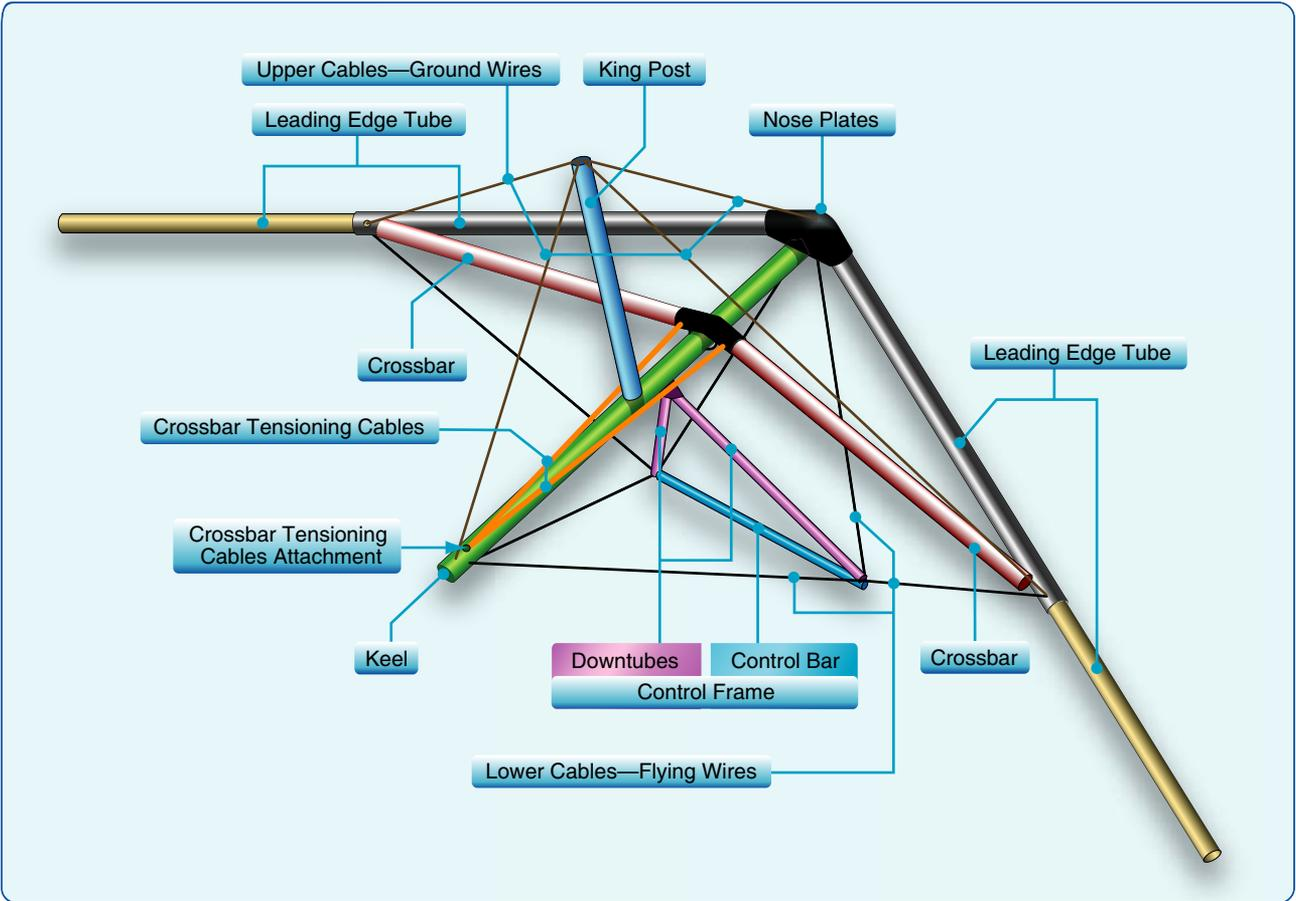 Upper Cables—Ground Wires
King Post
Leading Edge Tube
Nose Plates
Leading Edge Tube
Crossbar
Crossbar Tensioning Cables
Crossbar Tensioning
Cables Attachment
Keel
Downtubes
Control Bar
Control Frame
Crossbar
Lower Cables—Flying Wires